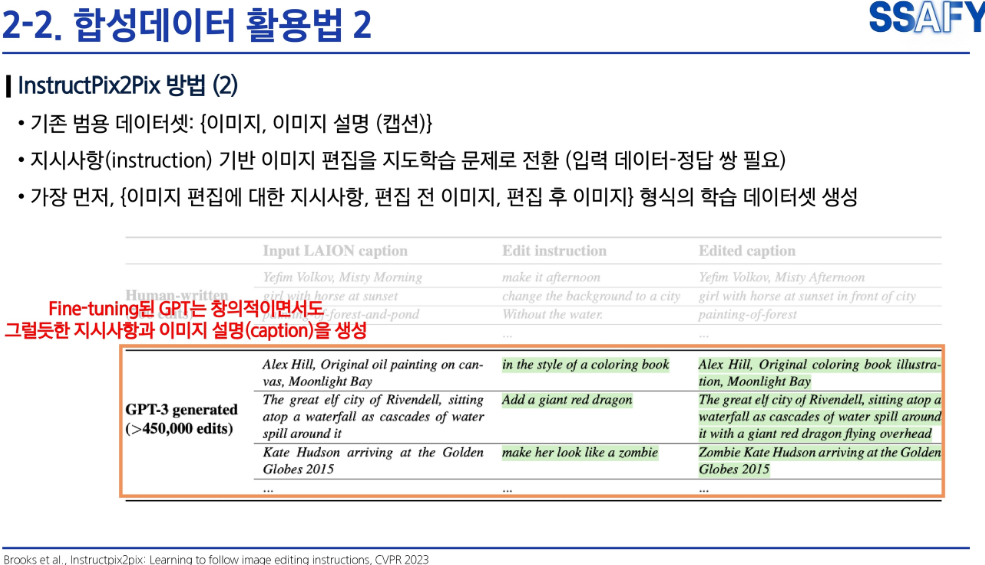 2-2. 합성데이터 활용법 2
SSAFY
InstructPix2Pix 방법 (2)
• 기존 범용 데이터셋: {이미지, 이미지 설명 (캡션)}
• 지시사항(instruction) 기반 이미지 편집을 지도학습 문제로 전환 (입력 데이터-정답 쌍 필요)
• 가장 먼저, {이미지 편집에 대한 지시사항, 편집 전 이미지, 편집 후 이미지} 형식의 학습 데이터셋 생성
Input LAION caption Edit instruction Edited caption
Yefim Volkov, Misty Morning make it afternoon Yefim Volkov, Misty Afternoon
Human-written
girl with horse at sunset change the background to a city girl with horse at sunset in front of city
painting-of-forest-and-pond Without the water. painting-of-forest
... ... ...
Fine-tuning된 GPT는 창의적이면서도
그럴듯한 지시사항과 이미지 설명(caption)을 생성
Alex Hill, Original oil painting on can- in the style of a coloring book Alex Hill, Original coloring book illustra-
vas, Moonlight Bay tion, Moonlight Bay
GPT-3 generated
(>450,000 edits)
The great elf city of Rivendell, sitting Add a giant red dragon The great elf city of Rivendell, sitting atop a
atop a waterfall as cascades of water waterfall as cascades of water spill around
spill around it it with a giant red dragon flying overhead
Kate Hudson arriving at the Golden make her look like a zombie Zombie Kate Hudson arriving at the Golden
Globes 2015 Globes 2015
... ... ...
Brooks et al., Instructpix2pix: Learning to follow image editing instructions, CVPR 2023